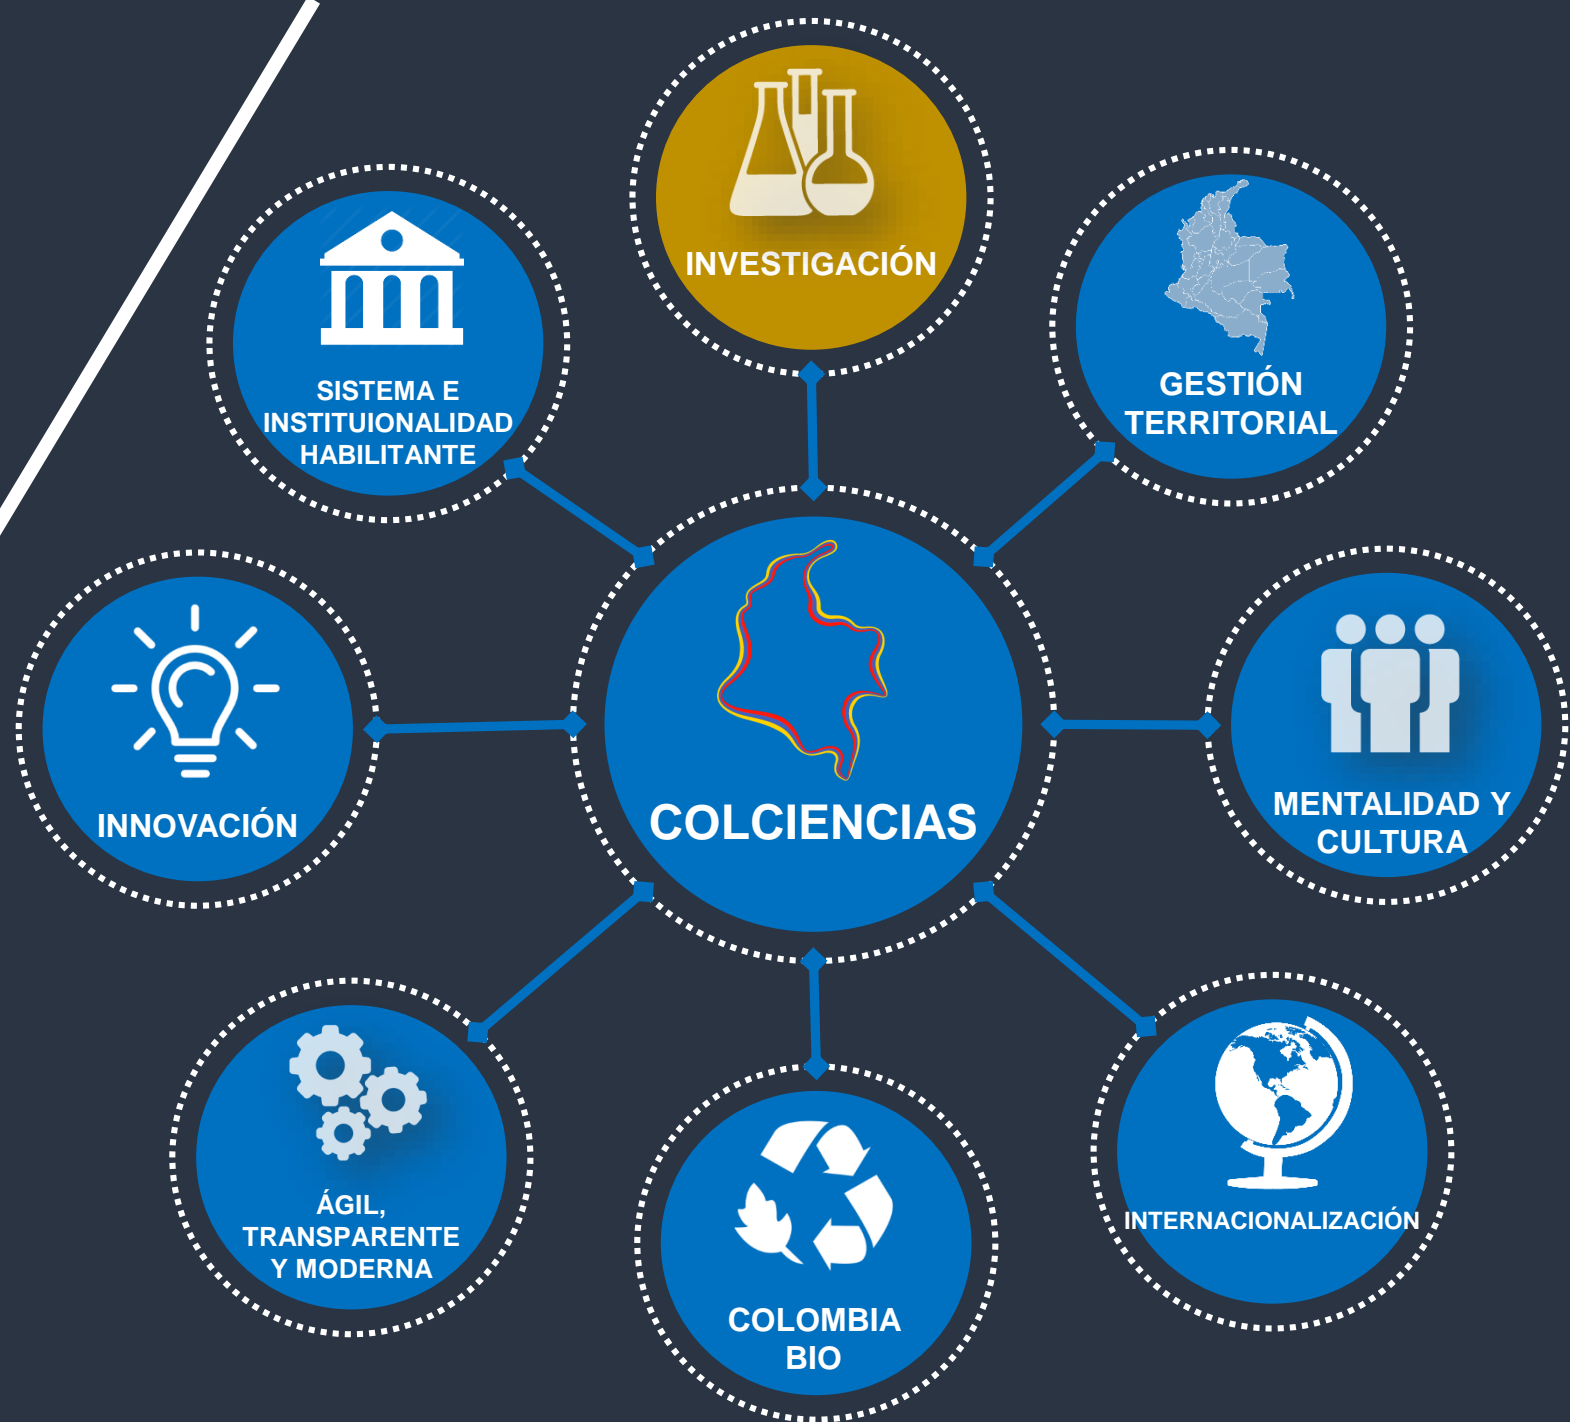 INVESTIGACIÓN
GESTIÓN
TERRITORIAL
SISTEMA E
INSTITUIONALIDAD
HABILITANTE
COLCIENCIAS
MENTALIDAD Y
CULTURA
INNOVACIÓN
ÁGIL,
TRANSPARENTE
Y MODERNA
INTERNACIONALIZACIÓN
COLOMBIA
BIO